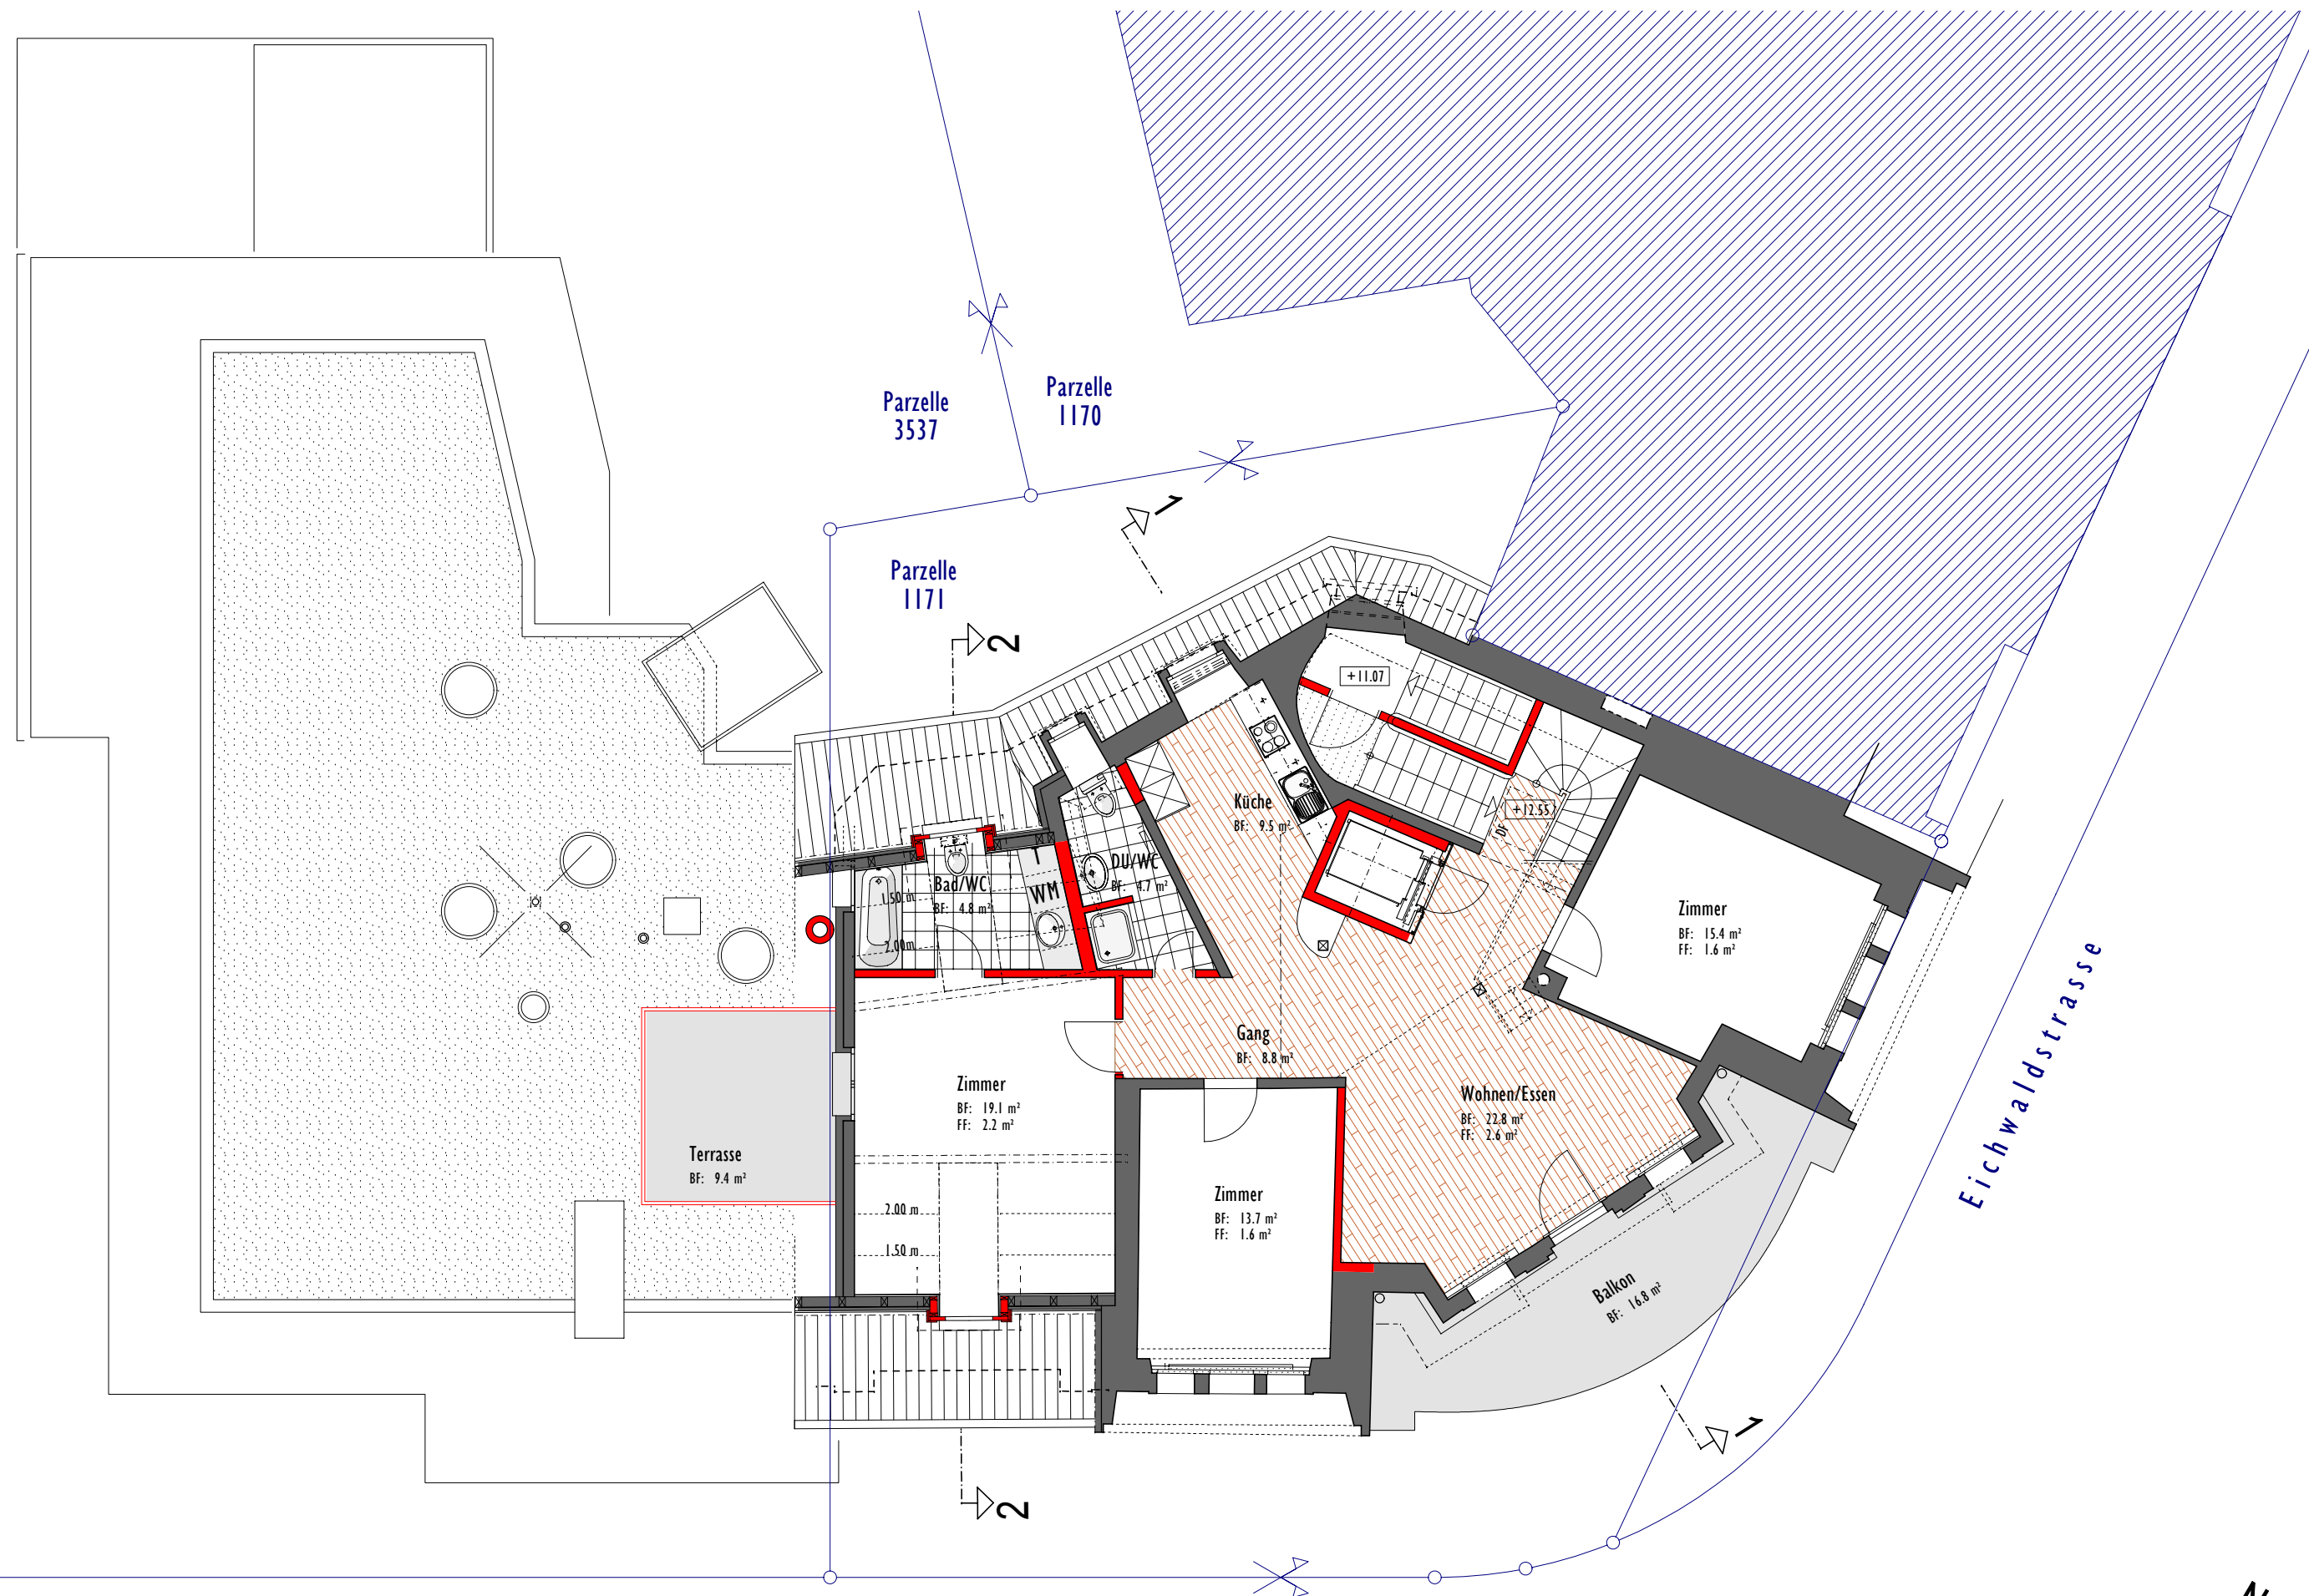 Parzelle
3537
Parzelle
1170
Parzelle
1171
1
2
+11.07
+12.55
DF
Küche
BF: 9.5 m²
T
WM
DU/WC
BF: 4.7 m²
Bad/WC
BF: 4.8 m²
1.50 m
2.00m
Zimmer
BF: 15.4 m²
FF: 1.6 m²
Gang
BF: 8.8 m²
Zimmer
BF: 19.1 m²
FF: 2.2 m²
Wohnen/Essen
BF: 22.8 m²
FF: 2.6 m²
Terrasse
BF: 9.4 m²
Zimmer
BF: 13.7 m²
FF: 1.6 m²
2.00 m
1.50 m
Balkon
BF: 16.8 m²
Eichwaldstrasse
1
2